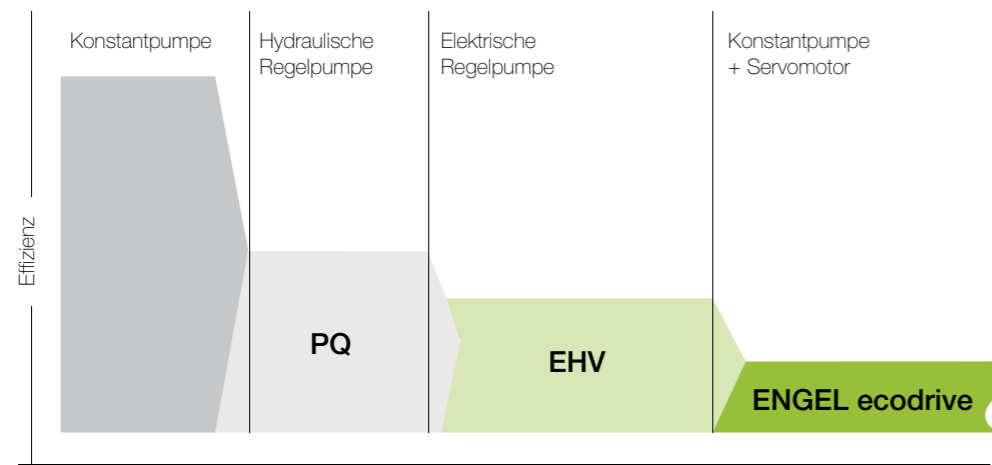 Konstantpumpe
Hydraulische
Regelpumpe
Elektrische
Regelpumpe
Konstantpumpe
+ Servomotor
Effizienz
PQ
EHV
ENGEL ecodrive